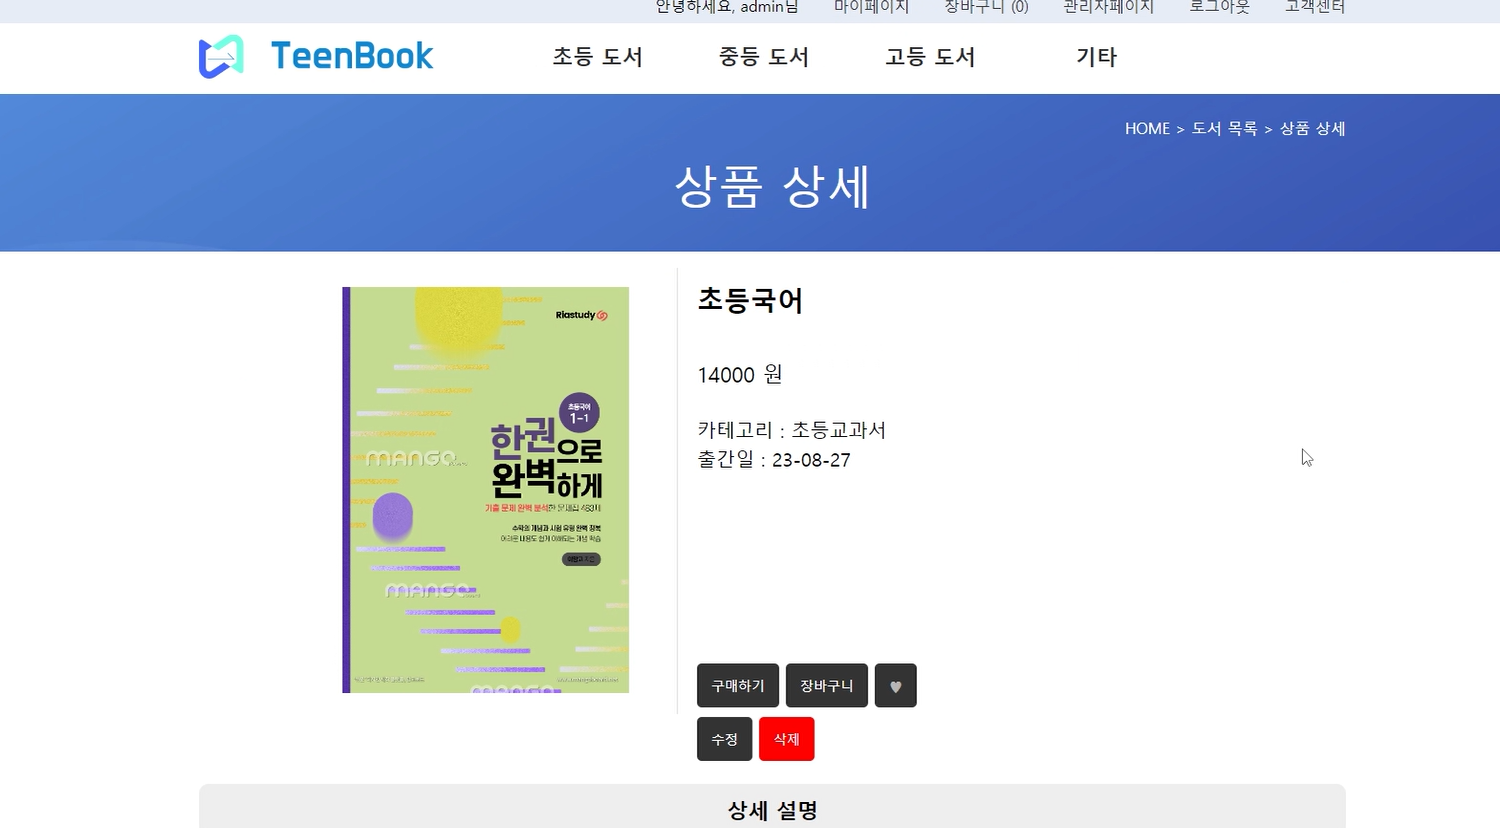 안녕하세요, admin님 마이페이지 장바구니 (0) 관리자페이지 로그아웃 고객센터
TeenBook 초등 도서 중등 도서 고등 도서 기타
HOME > 도서 목록 > 상품 상세
상품 상세
초등국어
14000 원
카테고리 : 초등교과서
출간일 : 23-08-27
Riastudy
초등국어
1-1
한권으로
완벽하게
기출 문제 완벽 분석한 문제집 483제
수학의 개념과 시험 유형 완벽 정복
어려운 내용도 쉽게 이해되는 개념 학습
MANGO
MANGO
MANGO
구매하기 장바구니 ♥
수정 삭제
상세 설명